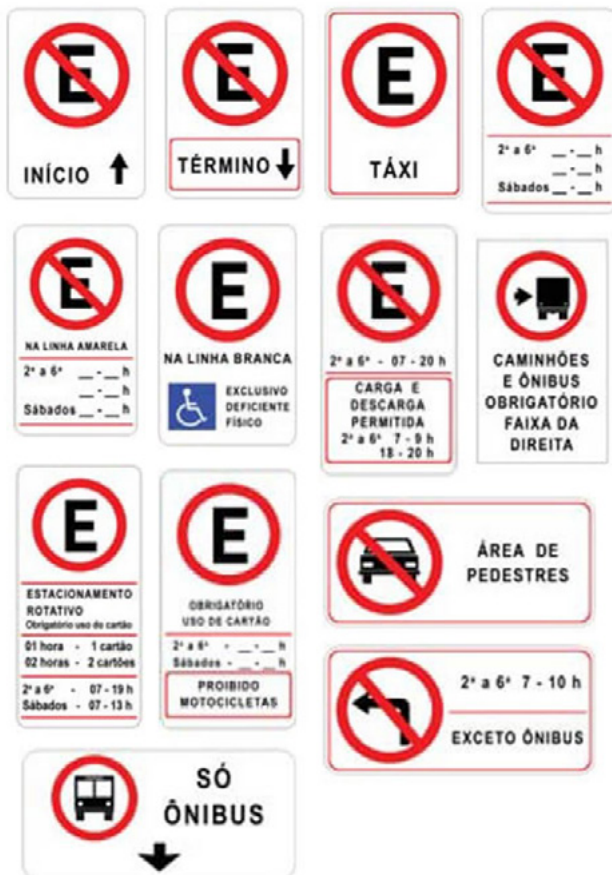 E
INÍCIO
E
TÉRMINO
E
TÁXI
E
2ª a 6ª __-__ h
__-__ h
Sábados __-__ h
E
NA LINHA AMARELA
2ª a 6ª __-__ h
__-__ h
Sábados __-__ h
E
NA LINHA BRANCA
EXCLUSIVO
DEFICIENTE
FÍSICO
E
2ª a 6ª - 07 - 20 h
CARGA E
DESCARGA
PERMITIDA
2ª a 6ª 7 - 9 h
18 - 20 h
CAMINHÕES
E ÔNIBUS
OBRIGATÓRIO
FAIXA DA
DIREITA
E
ESTACIONAMENTO
ROTATIVO
Obrigatório uso do cartão
01 hora - 1 cartão
02 horas - 2 cartões
2ª a 6ª - 07 - 19 h
Sábados - 07 - 13 h
E
OBRIGATÓRIO
USO DE CARTÃO
2ª a 6ª - __-__ h
Sábados - __-__ h
PROIBIDO
MOTOCICLETAS
ÁREA DE
PEDESTRES
2ª a 6ª 7 - 10 h
EXCETO ÔNIBUS
SÓ
ÔNIBUS